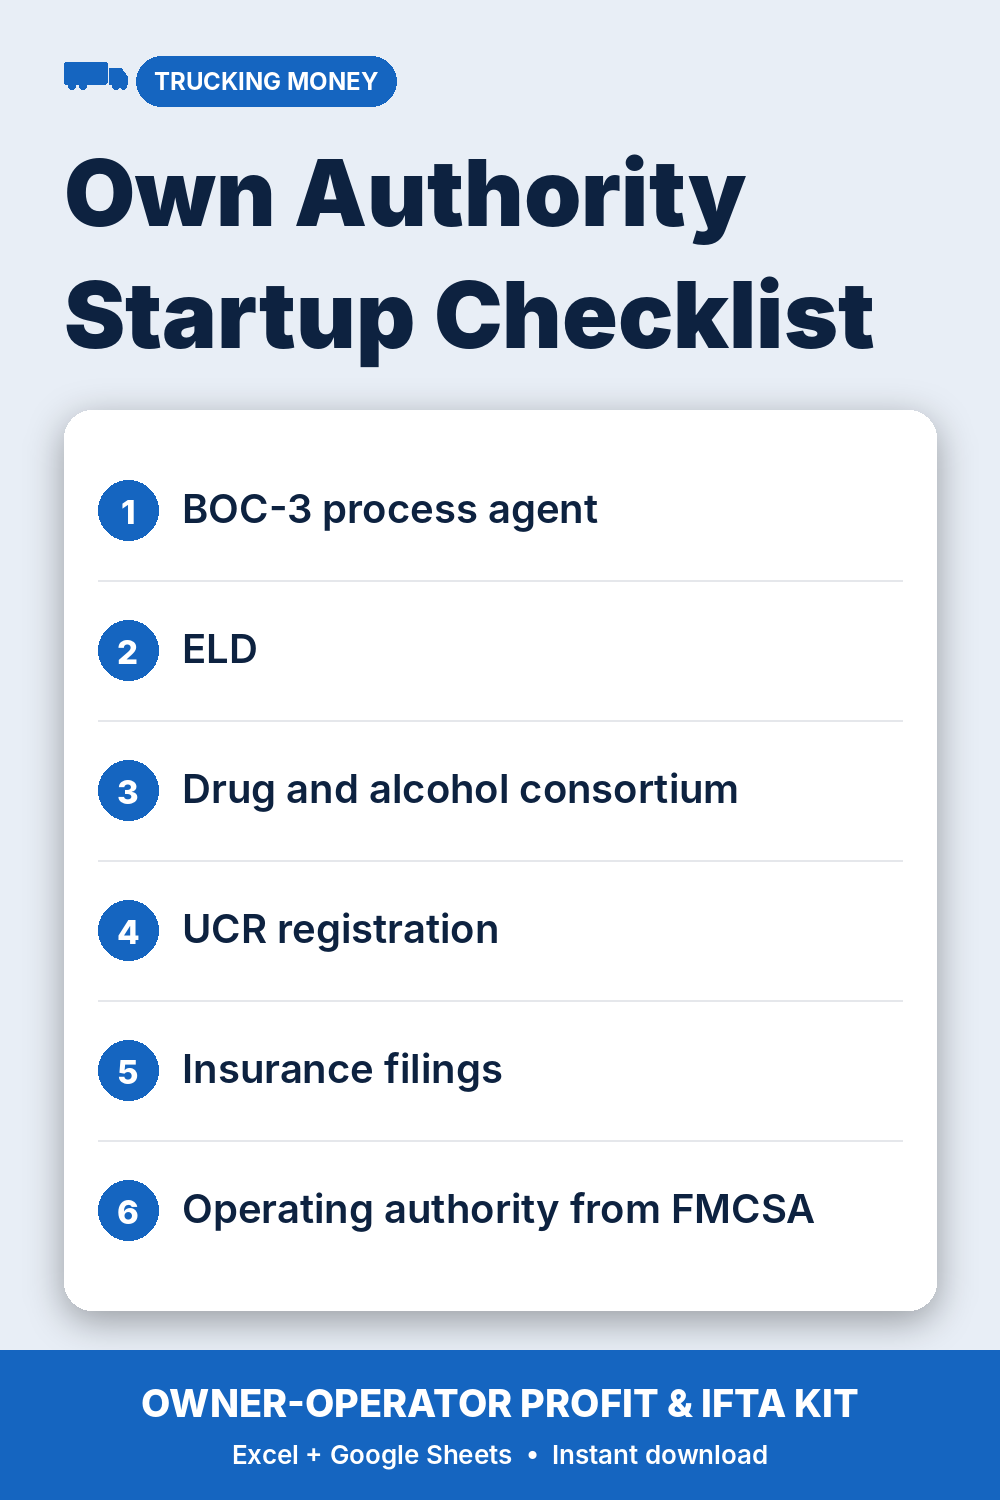 TRUCKING MONEY
Own Authority
Startup Checklist
1 BOC-3 process agent
2 ELD
3 Drug and alcohol consortium
4 UCR registration
5 Insurance filings
6 Operating authority from FMCSA
OWNER-OPERATOR PROFIT & IFTA KIT
Excel + Google Sheets • Instant download